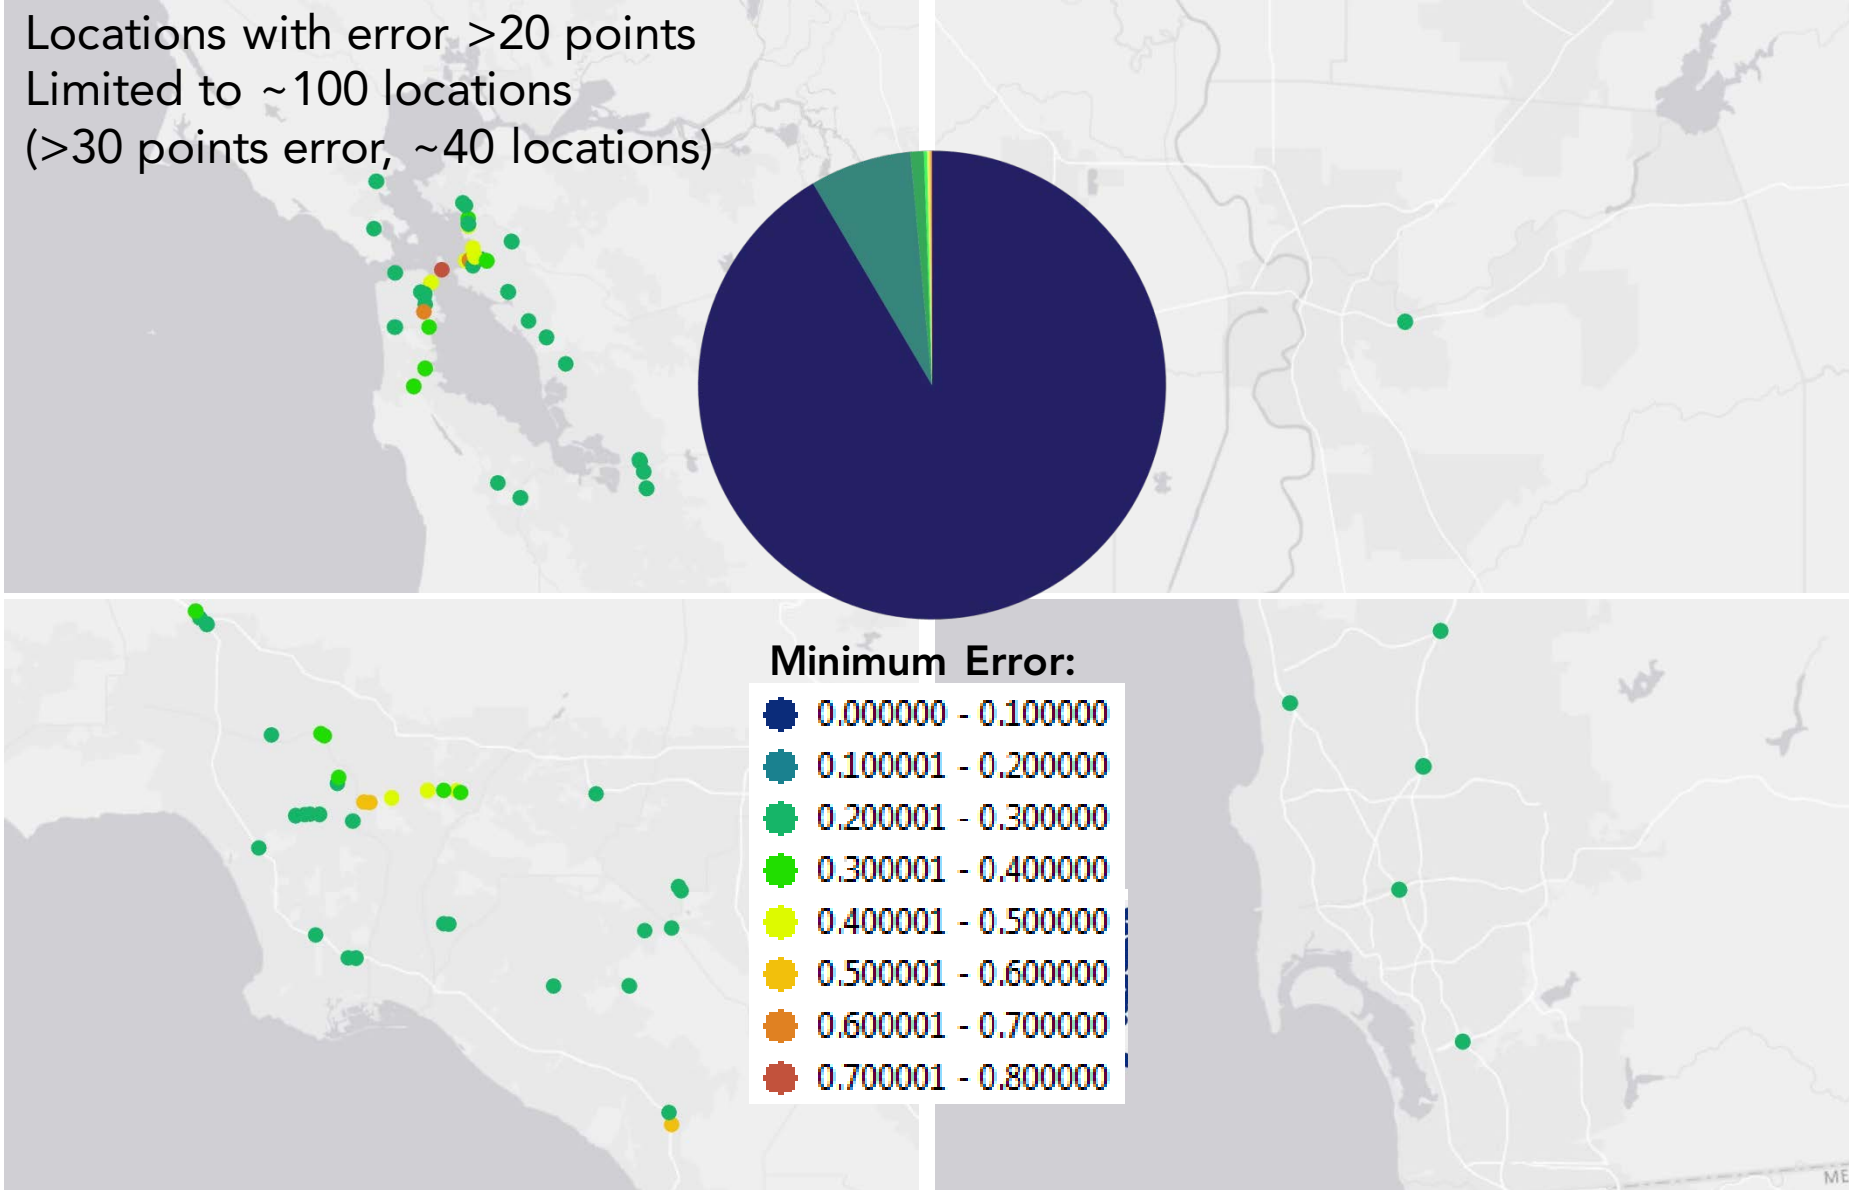 Locations with error >20 points
Limited to ~100 locations
(>30 points error, ~40 locations)
Minimum Error:
0.000000 - 0.100000
0.100001 - 0.200000
0.200001 - 0.300000
0.300001 - 0.400000
0.400001 - 0.500000
0.500001 - 0.600000
0.600001 - 0.700000
0.700001 - 0.800000
ME